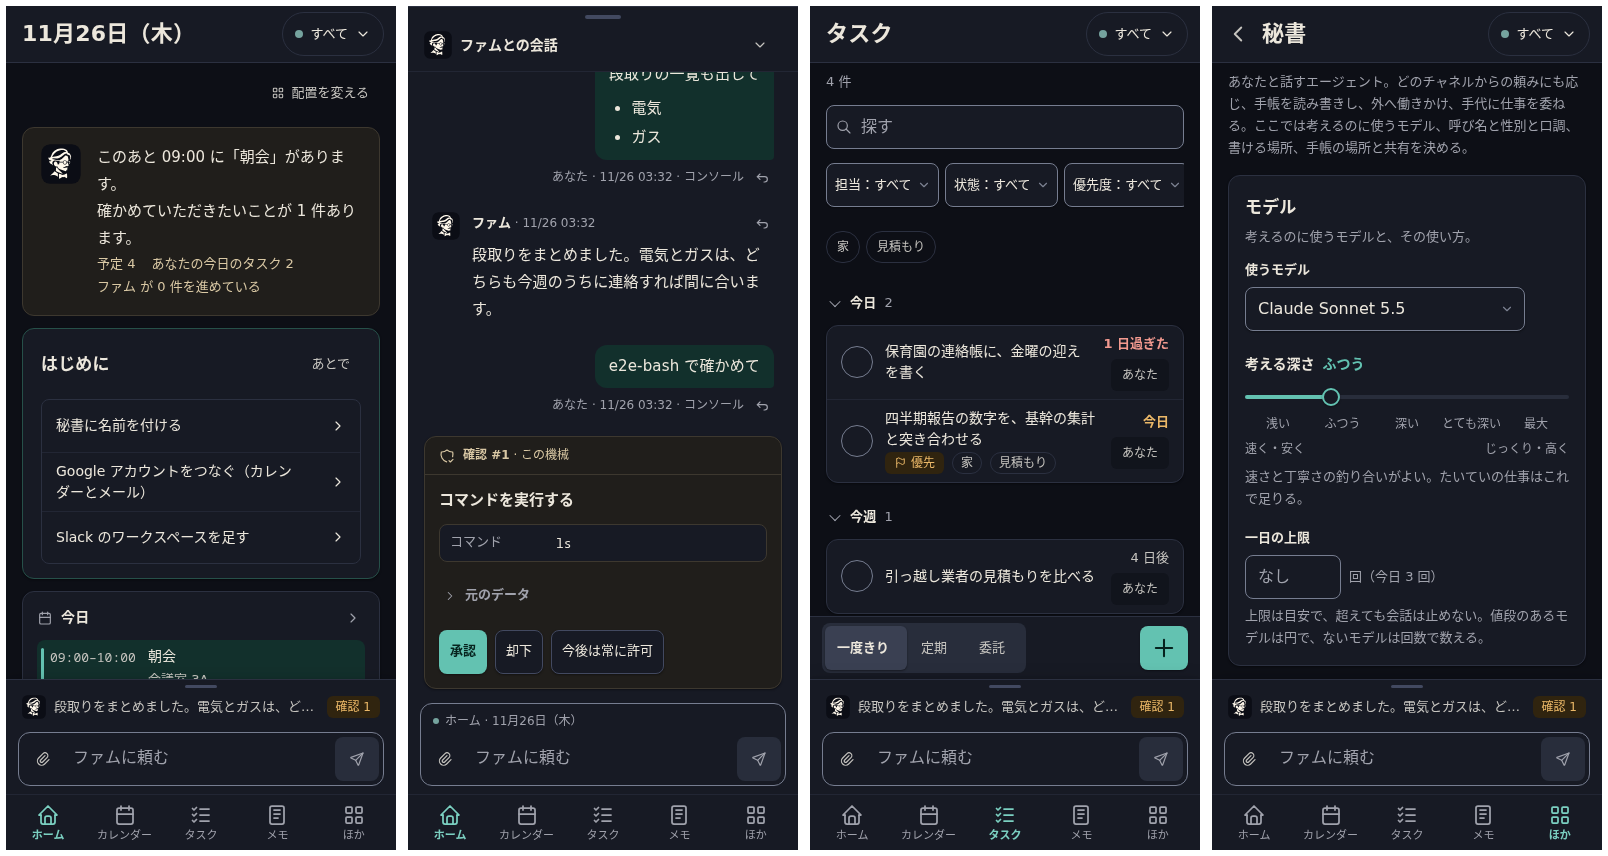 11月26日（木）
すべて
配置を変える
このあと 09:00 に「朝会」がありま
す。
確かめていただきたいことが 1 件あり
ます。
予定 4　あなたの今日のタスク 2
ファム が 0 件を進めている
はじめに
あとで
秘書に名前を付ける
Google アカウントをつなぐ（カレン
ダーとメール）
Slack のワークスペースを足す
今日
09:00–10:00 朝会
会議室 3A
段取りをまとめました。電気とガスは、ど…
確認 1
ファムに頼む
ホーム
カレンダー
タスク
メモ
ほか
ファムとの会話
段取りの一覧も出して
• 電気
• ガス
あなた · 11/26 03:32 · コンソール
ファム · 11/26 03:32
段取りをまとめました。電気とガスは、ど
ちらも今週のうちに連絡すれば間に合いま
す。
e2e-bash で確かめて
あなた · 11/26 03:32 · コンソール
確認 #1 · この機械
コマンドを実行する
コマンド ls
元のデータ
承認
却下
今後は常に許可
ホーム · 11月26日（木）
ファムに頼む
ホーム
カレンダー
タスク
メモ
ほか
タスク
すべて
4 件
探す
担当：すべて
状態：すべて
優先度：すべて
家
見積もり
今日 2
保育園の連絡帳に、金曜の迎え
を書く
1 日過ぎた
あなた
四半期報告の数字を、基幹の集計
と突き合わせる
今日
あなた
優先
家
見積もり
今週 1
引っ越し業者の見積もりを比べる
4 日後
あなた
一度きり
定期
委託
段取りをまとめました。電気とガスは、ど…
確認 1
ファムに頼む
ホーム
カレンダー
タスク
メモ
ほか
秘書
すべて
あなたと話すエージェント。どのチャネルからの頼みにも応
じ、手帳を読み書きし、外へ働きかけ、手代に仕事を委ね
る。ここでは考えるのに使うモデル、呼び名と性別と口調、
書ける場所、手帳の場所と共有を決める。
モデル
考えるのに使うモデルと、その使い方。
使うモデル
Claude Sonnet 5.5
考える深さ ふつう
浅い
ふつう
深い
とても深い
最大
速く・安く
じっくり・高く
速さと丁寧さの釣り合いがよい。たいていの仕事はこれ
で足りる。
一日の上限
なし
回（今日 3 回）
上限は目安で、超えても会話は止めない。値段のあるモ
デルは円で、ないモデルは回数で数える。
段取りをまとめました。電気とガスは、ど…
確認 1
ファムに頼む
ホーム
カレンダー
タスク
メモ
ほか